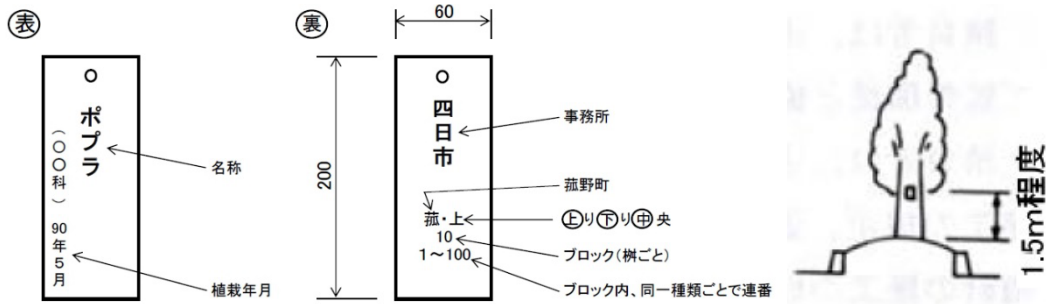 表
ポプラ
（〇〇科）
90年5月
名称
植栽年月
裏
60
200
四日市
菰・上
10
1～100
事務所
菰野町
上り下り中央
ブロック（桝ごと）
ブロック内、同一種類ごとで連番
1.5m程度